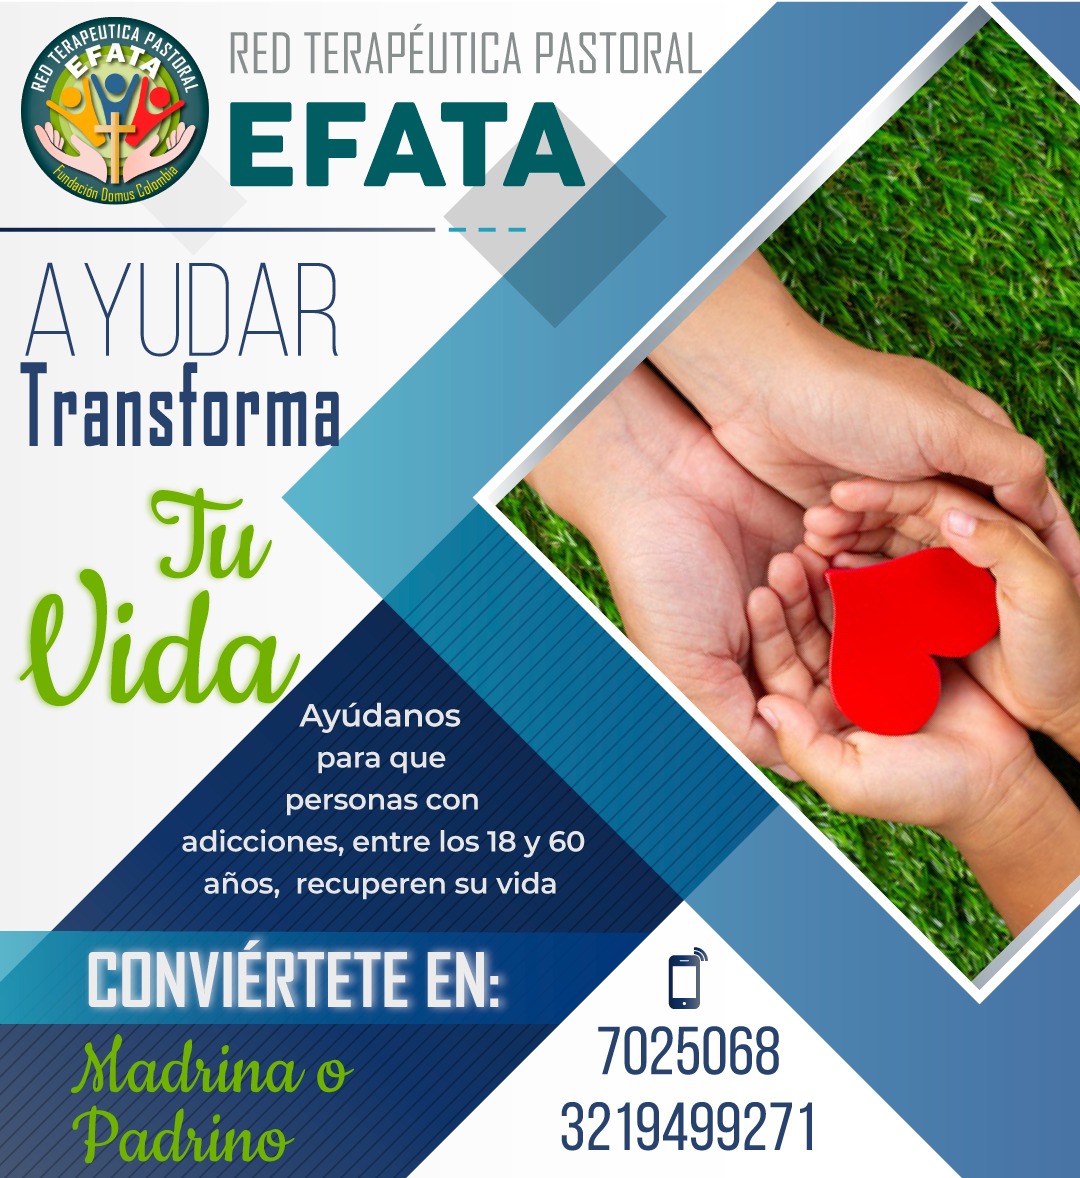 RED TERAPEUTICA PASTORAL
EFATA
Fundación Domus Colombia
RED TERAPÉUTICA PASTORAL
EFATA
AYUDAR
Transforma
Tu
Vida
Ayúdanos
para que
personas con
adicciones, entre los 18 y 60
años, recuperen su vida
CONVIÉRTETE EN:
Madrina o
Padrino
7025068
3219499271